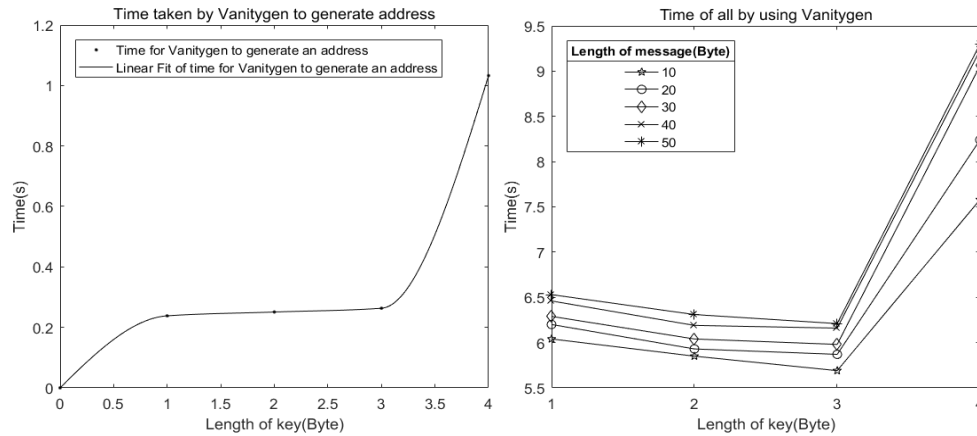 Time taken by Vanitygen to generate address
1.2
1
0.8
0.6
0.4
0.2
0
Time(s)
Time for Vanitygen to generate an address
Linear Fit of time for Vanitygen to generate an address
0 0.5 1 1.5 2 2.5 3 3.5 4
Length of key(Byte)
Time of all by using Vanitygen
9.5
9
8.5
8
7.5
7
6.5
6
5.5
Time(s)
Length of message(Byte)
10
20
30
40
50
1 2 3 4
Length of key(Byte)